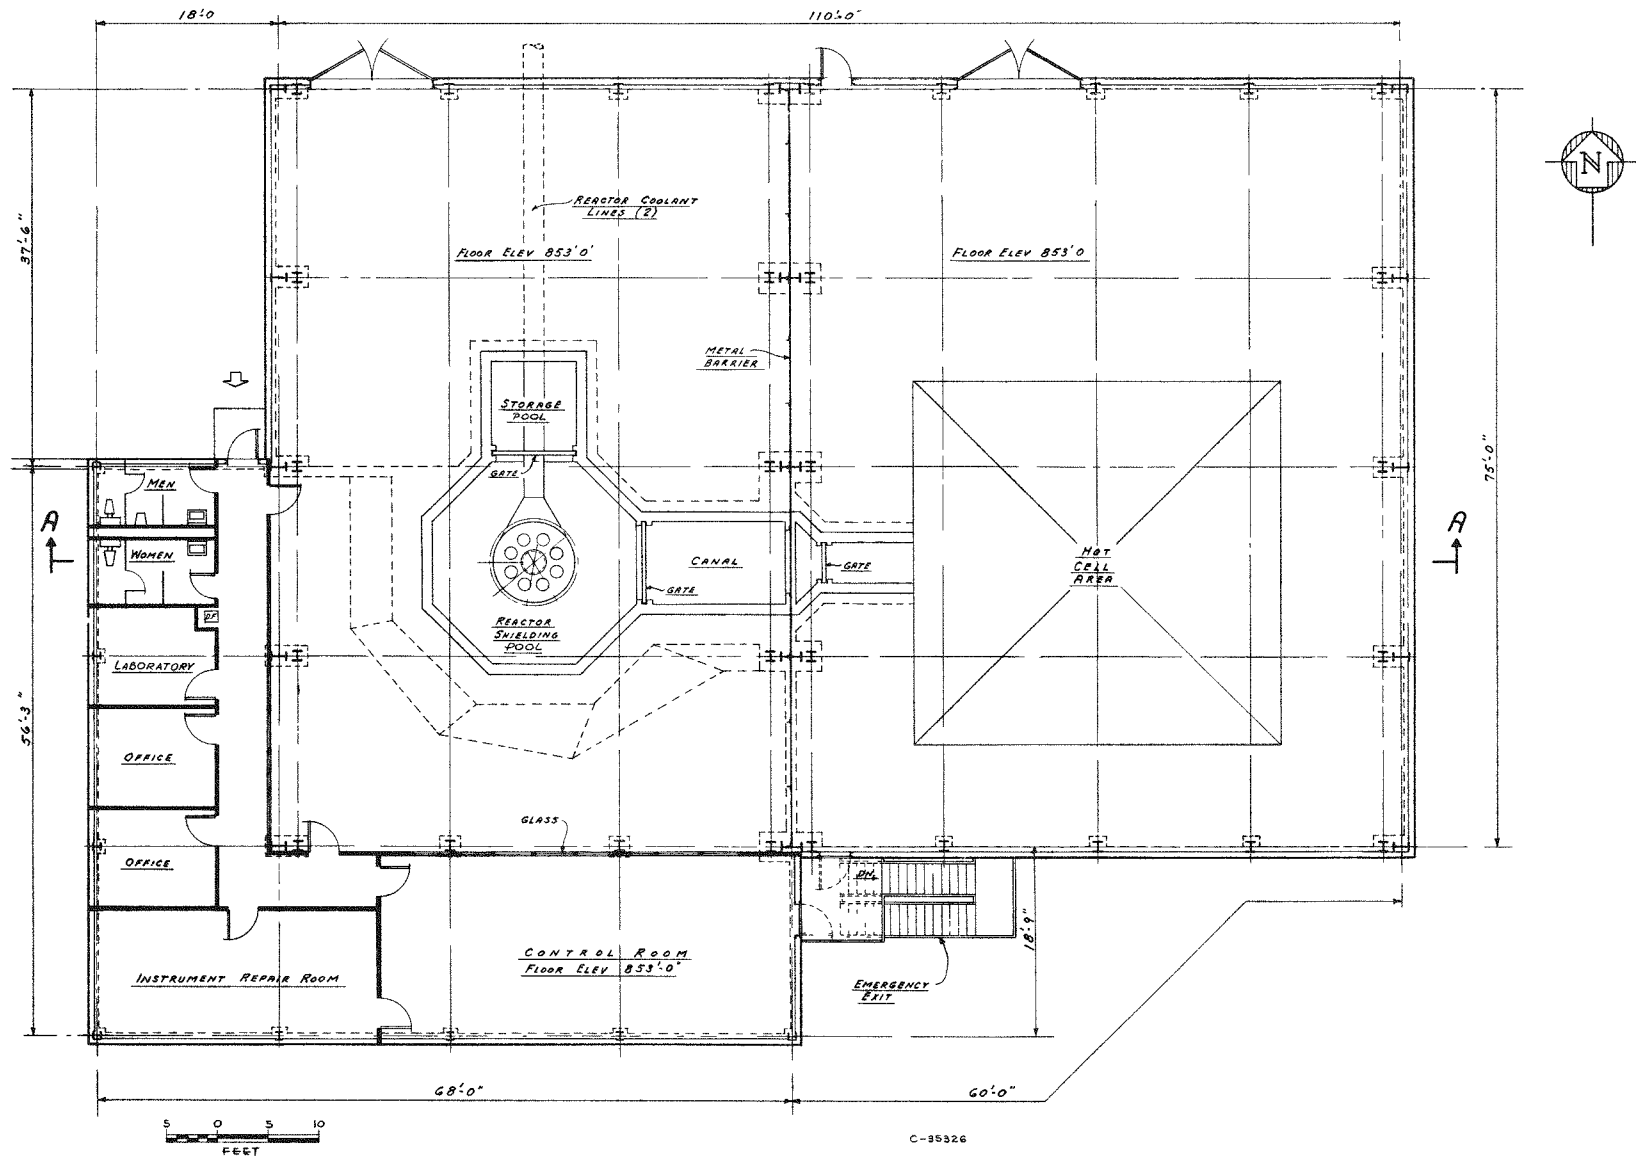 18'-0
110'-0"
N
37'-6"
REACTOR COOLANT
LINES (2)
FLOOR ELEV 853'0'
FLOOR ELEV 853'0
METAL
BARRIER
75'-0"
STORAGE
POOL
GATE
MEN
A
A
WOMEN
CANAL
GATE
GATE
HOT
CELL
AREA
DF
REACTOR
SHIELDING
POOL
LABORATORY
56'-3"
OFFICE
GLASS
OFFICE
DN.
18'-9"
CONTROL ROOM
FLOOR ELEV 853'-0"
INSTRUMENT REPAIR ROOM
EMERGENCY
EXIT
68'-0"
60'-0"
5 0 5 10
FEET
C-35326